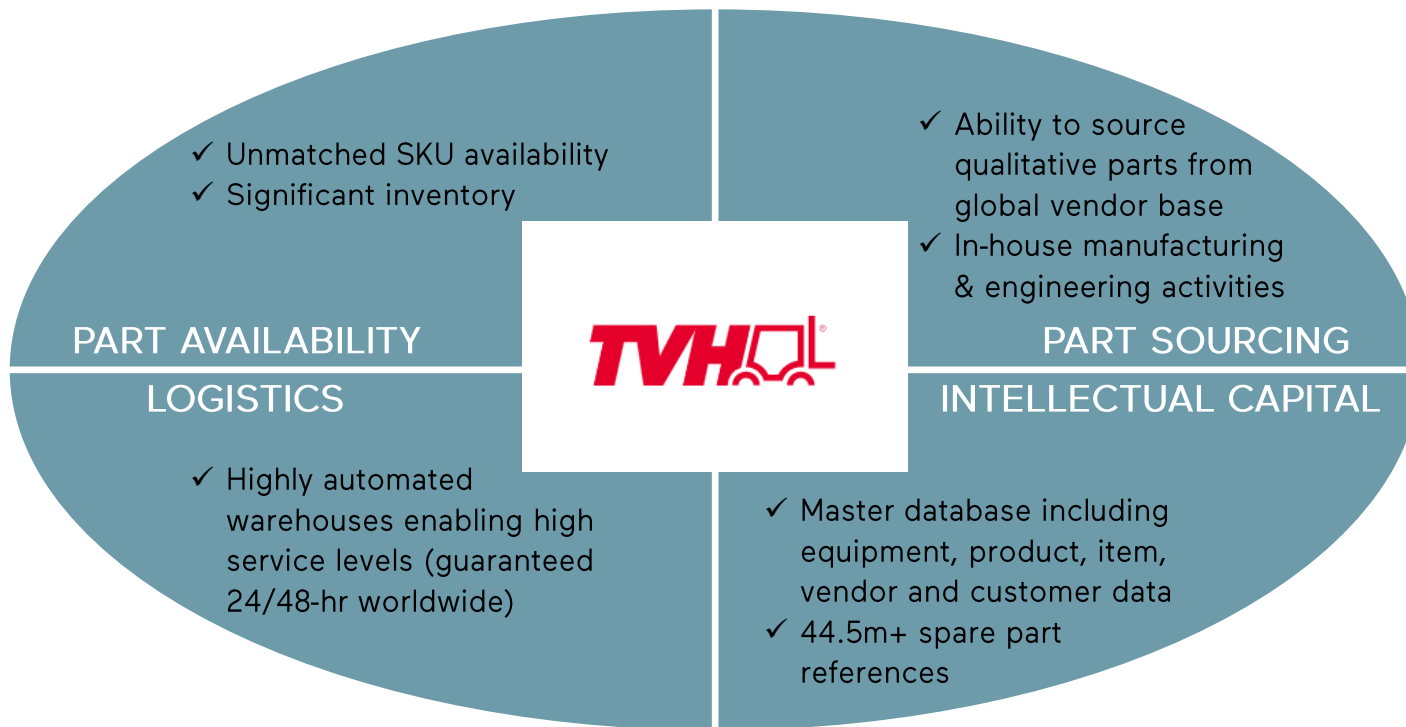 ✓ Unmatched SKU availability
✓ Significant inventory
PART AVAILABILITY
✓ Ability to source
qualitative parts from
global vendor base
✓ In-house manufacturing
& engineering activities
PART SOURCING
TVH®
LOGISTICS
✓ Highly automated
warehouses enabling high
service levels (guaranteed
24/48-hr worldwide)
INTELLECTUAL CAPITAL
✓ Master database including
equipment, product, item,
vendor and customer data
✓ 44.5m+ spare part
references